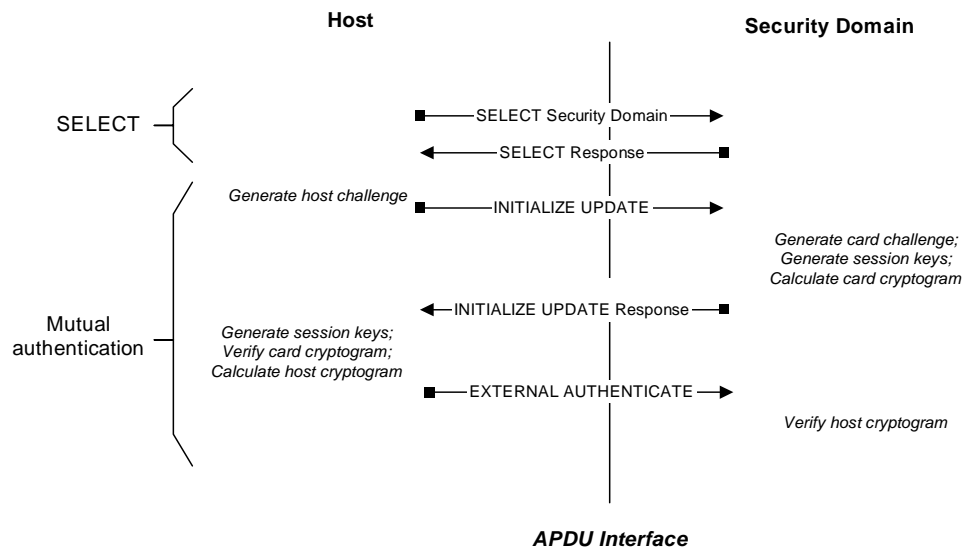 Host
Security Domain
SELECT
SELECT Security Domain
SELECT Response
Generate host challenge
INITIALIZE UPDATE
Generate card challenge;
Generate session keys;
Calculate card cryptogram
INITIALIZE UPDATE Response
Mutual
authentication
Generate session keys;
Verify card cryptogram;
Calculate host cryptogram
EXTERNAL AUTHENTICATE
Verify host cryptogram
APDU Interface